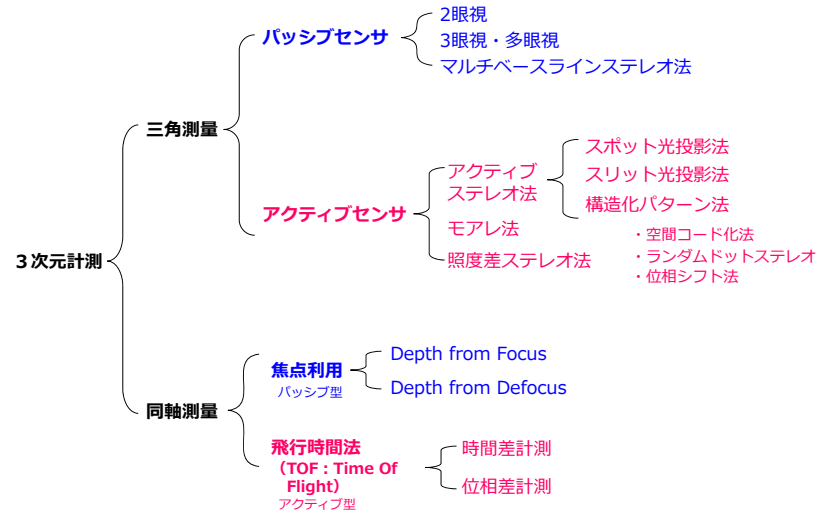 3次元計測
三角測量
パッシブセンサ
2眼視
3眼視・多眼視
マルチベースラインステレオ法
アクティブセンサ
アクティブ
ステレオ法
スポット光投影法
スリット光投影法
構造化パターン法
・空間コード化法
・ランダムドットステレオ
・位相シフト法
モアレ法
照度差ステレオ法
同軸測量
焦点利用
パッシブ型
Depth from Focus
Depth from Defocus
飛行時間法
(TOF:Time Of
Flight)
アクティブ型
時間差計測
位相差計測